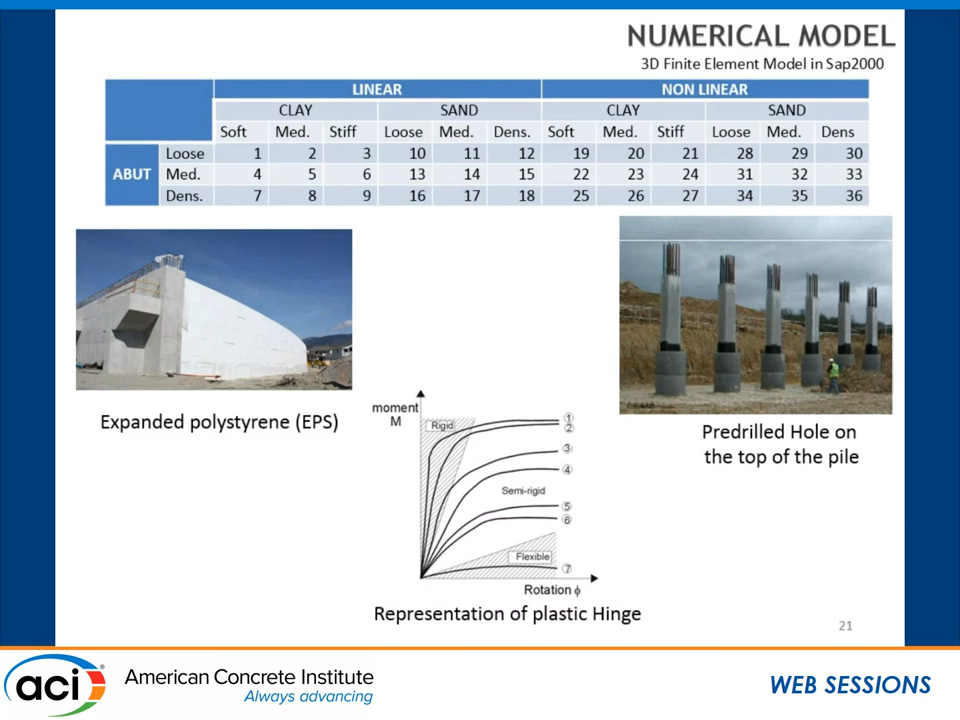 NUMERICAL MODEL
3D Finite Element Model in Sap2000
LINEAR NON LINEAR
CLAY SAND CLAY SAND
Soft Med. Stiff Loose Med. Dens. Soft Med. Stiff Loose Med. Dens
ABUT
Loose 1 2 3 10 11 12 19 20 21 28 29 30
Med. 4 5 6 13 14 15 22 23 24 31 32 33
Dens. 7 8 9 16 17 18 25 26 27 34 35 36
Expanded polystyrene (EPS)
Predrilled Hole on
the top of the pile
moment
M
Rigid
1
2
3
4
Semi-rigid
5
6
Flexible
7
Rotation ϕ
Representation of plastic Hinge
21
aci®
American Concrete Institute
Always advancing
WEB SESSIONS